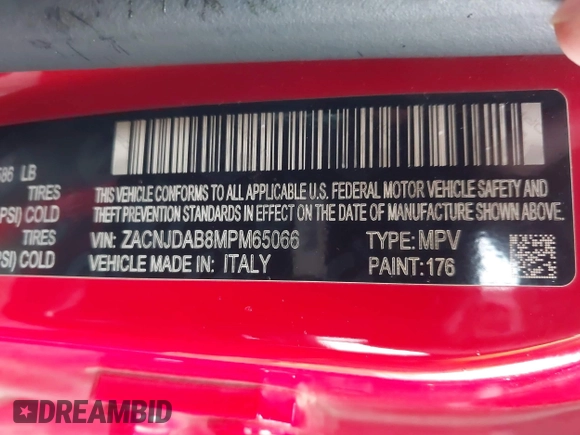 586 LB
TIRES
PSI) COLD
TIRES
PSI) COLD
THIS VEHICLE CONFORMS TO ALL APPLICABLE U.S. FEDERAL MOTOR VEHICLE SAFETY AND
THEFT PREVENTION STANDARDS IN EFFECT ON THE DATE OF MANUFACTURE SHOWN ABOVE.
VIN: ZACNJDAB8MPM65066 TYPE: MPV
VEHICLE MADE IN: ITALY PAINT: 176
DREAMBID